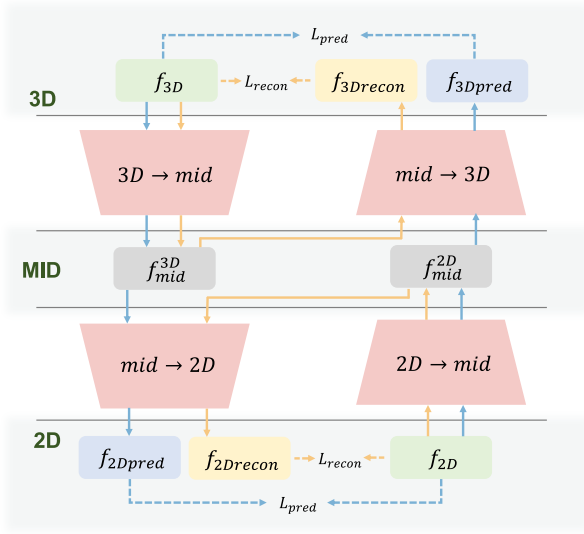 L_pred
f_3D L_recon f_3Drecon f_3Dpred
3D
3D → mid mid → 3D
MID f_mid^3D f_mid^2D
mid → 2D 2D → mid
2D
f_2Dpred f_2Drecon L_recon f_2D
L_pred